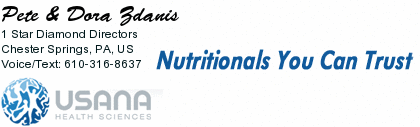 Pete & Dora Zdanis
1 Star Diamond Directors
Chester Springs, PA, US
Voice/Text: 610-316-8637
Nutritionals You Can Trust
USANA
HEALTH SCIENCES